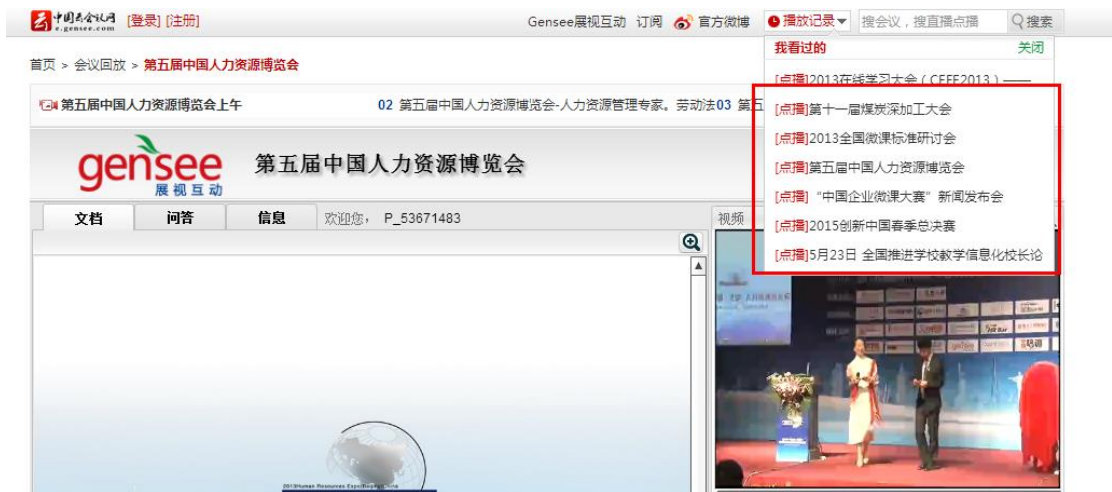 中国会议网 [登录] [注册] Gensee展视互动 订阅 官方微博 播放记录 搜会议，搜直播点播 搜索
e.gensee.com
我看过的 关闭
首页 > 会议回放 > 第五届中国人力资源博览会
[点播]2013在线学习大会（CEFE2013）——
第五届中国人力资源博览会上午 02 第五届中国人力资源博览会-人力资源管理专家。劳动法03 第五
[点播]第十一届煤炭深加工大会
[点播]2013全国微课标准研讨会
gensee 第五届中国人力资源博览会
展视互动
[点播]第五届中国人力资源博览会
[点播]“中国企业微课大赛”新闻发布会
文档 问答 信息 欢迎您， P_53671483 视频
[点播]2015创新中国春季总决赛
[点播]5月23日 全国推进学校教学信息化校长论